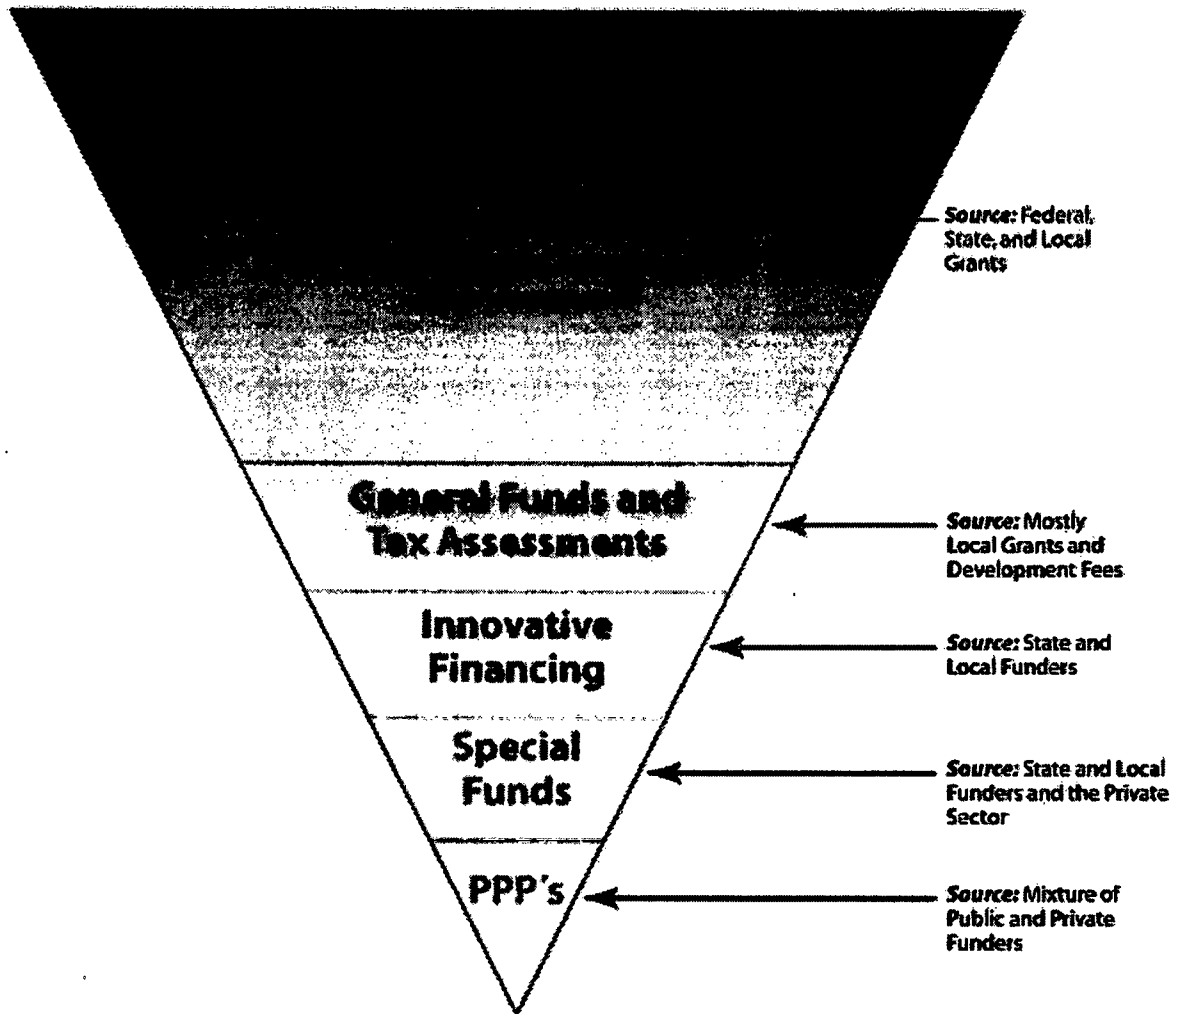 Source: Federal,
State, and Local
Grants
General Funds and
Tax Assessments
Source: Mostly
Local Grants and
Development Fees
Innovative
Financing
Source: State and
Local Funders
Special
Funds
Source: State and Local
Funders and the Private
Sector
PPP's
Source: Mixture of
Public and Private
Funders